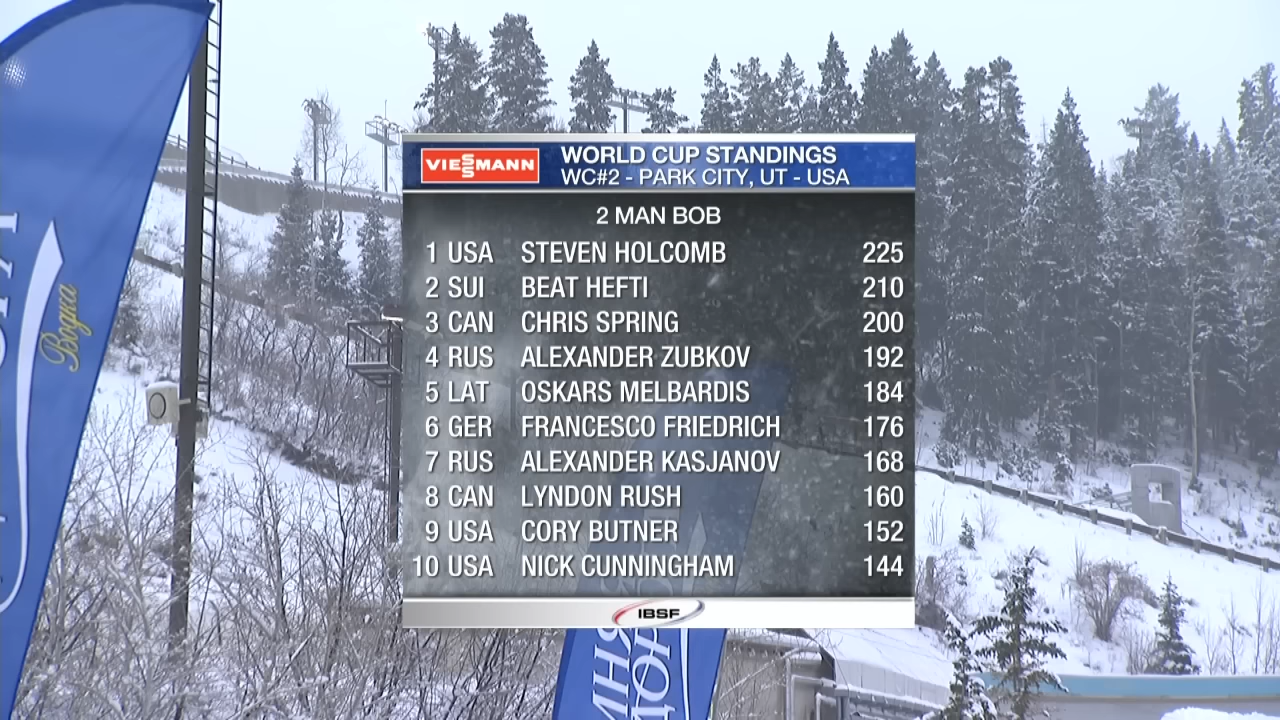 VIESSMANN
WORLD CUP STANDINGS
WC#2 - PARK CITY, UT - USA
2 MAN BOB
1 USA STEVEN HOLCOMB 225
2 SUI BEAT HEFTI 210
3 CAN CHRIS SPRING 200
4 RUS ALEXANDER ZUBKOV 192
5 LAT OSKARS MELBARDIS 184
6 GER FRANCESCO FRIEDRICH 176
7 RUS ALEXANDER KASJANOV 168
8 CAN LYNDON RUSH 160
9 USA CORY BUTNER 152
10 USA NICK CUNNINGHAM 144
IBSF
Водка